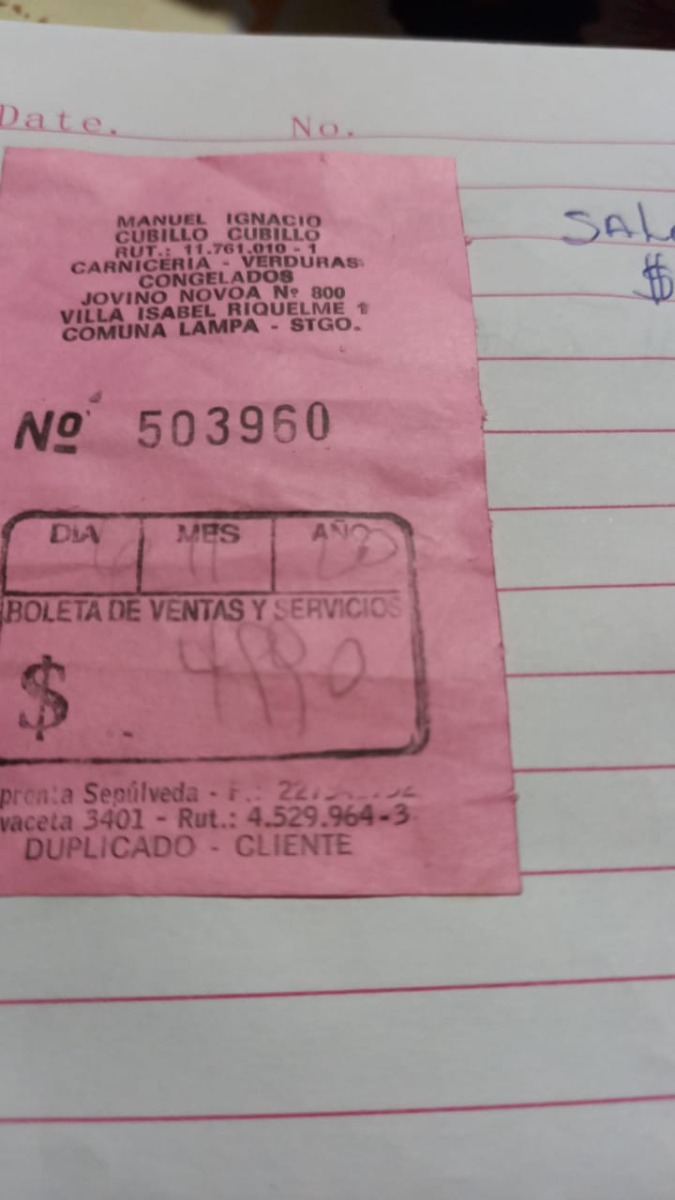 Date. No.
MANUEL IGNACIO
CUBILLO CUBILLO
RUT.: 11.761.010 - 1
CARNICERIA - VERDURAS
CONGELADOS
JOVINO NOVOA Nº 800
VILLA ISABEL RIQUELME 1
COMUNA LAMPA - STGO.
Nº 503960
DIA MES AÑO
BOLETA DE VENTAS Y SERVICIOS
$ 4990
Sepúlveda
3401 - Rut.: 4.529.964-3
DUPLICADO - CLIENTE
$